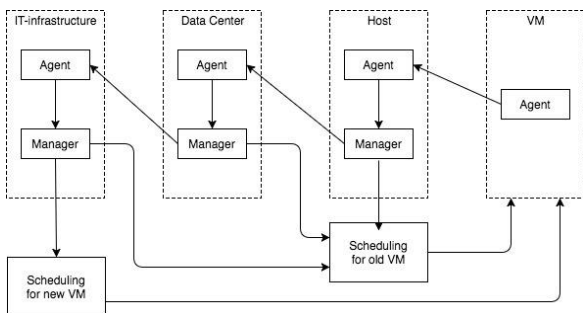 IT-infrastructure
Data Center
Host
VM
Agent
Agent
Agent
Agent
Manager
Manager
Manager
Scheduling
for old VM
Scheduling
for new VM